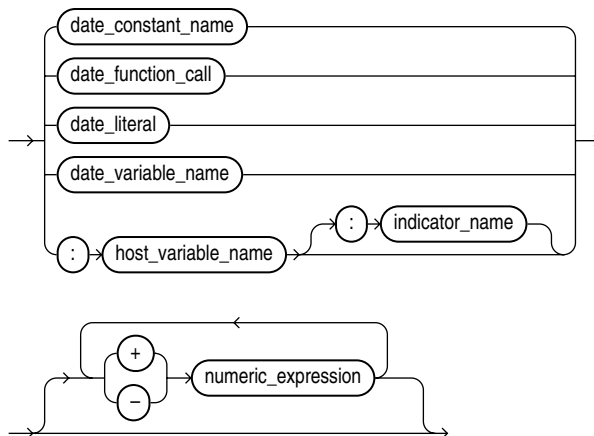 date_constant_name
date_function_call
date_literal
date_variable_name
: host_variable_name : indicator_name
+
numeric_expression
−